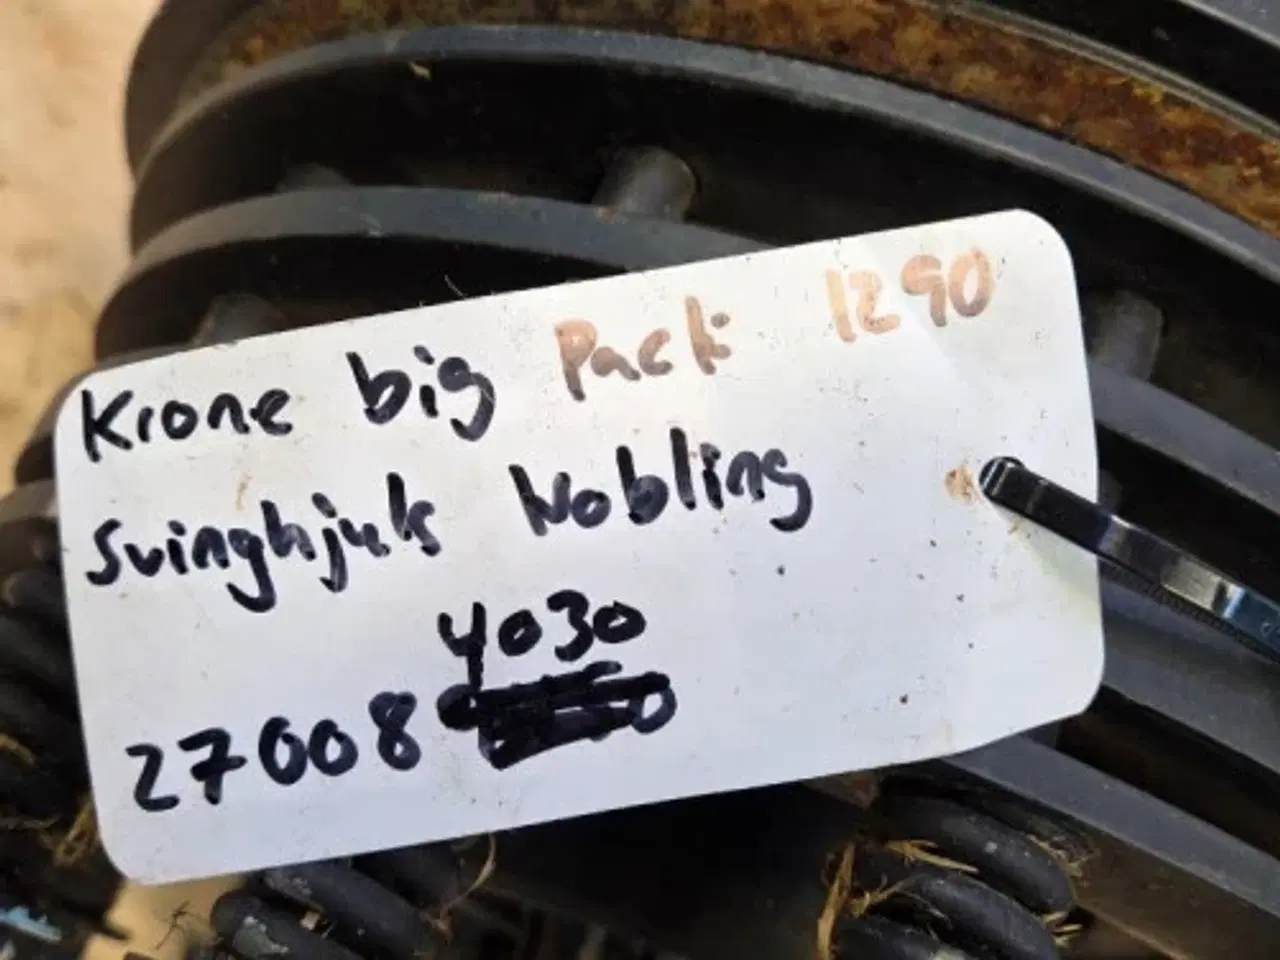 Krone big Pack 1290
Svinghjuls Kobling
4030
27008